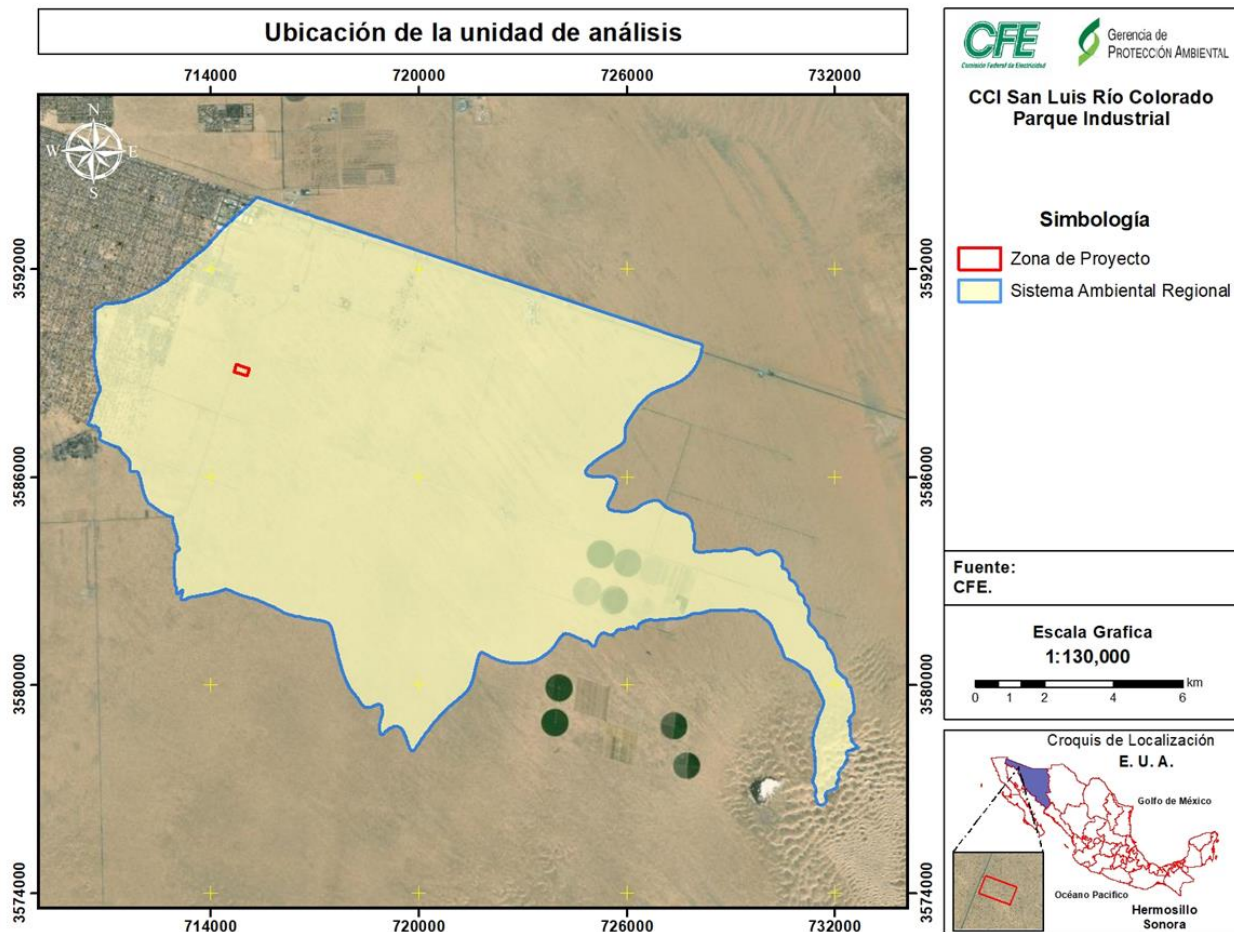 Ubicación de la unidad de análisis
714000 720000 726000 732000
N
W E
S
3592000 3592000
3586000 3586000
3580000 3580000
3574000 3574000
714000 720000 726000 732000
CFE
Comisión Federal de Electricidad
Gerencia de
PROTECCIÓN AMBIENTAL
CCI San Luis Río Colorado
Parque Industrial
Simbología
Zona de Proyecto
Sistema Ambiental Regional
Fuente:
CFE.
Escala Grafica
1:130,000
km
0 1 2 4 6
Croquis de Localización
E. U. A.
Golfo de México
Océano Pacifico
Hermosillo
Sonora